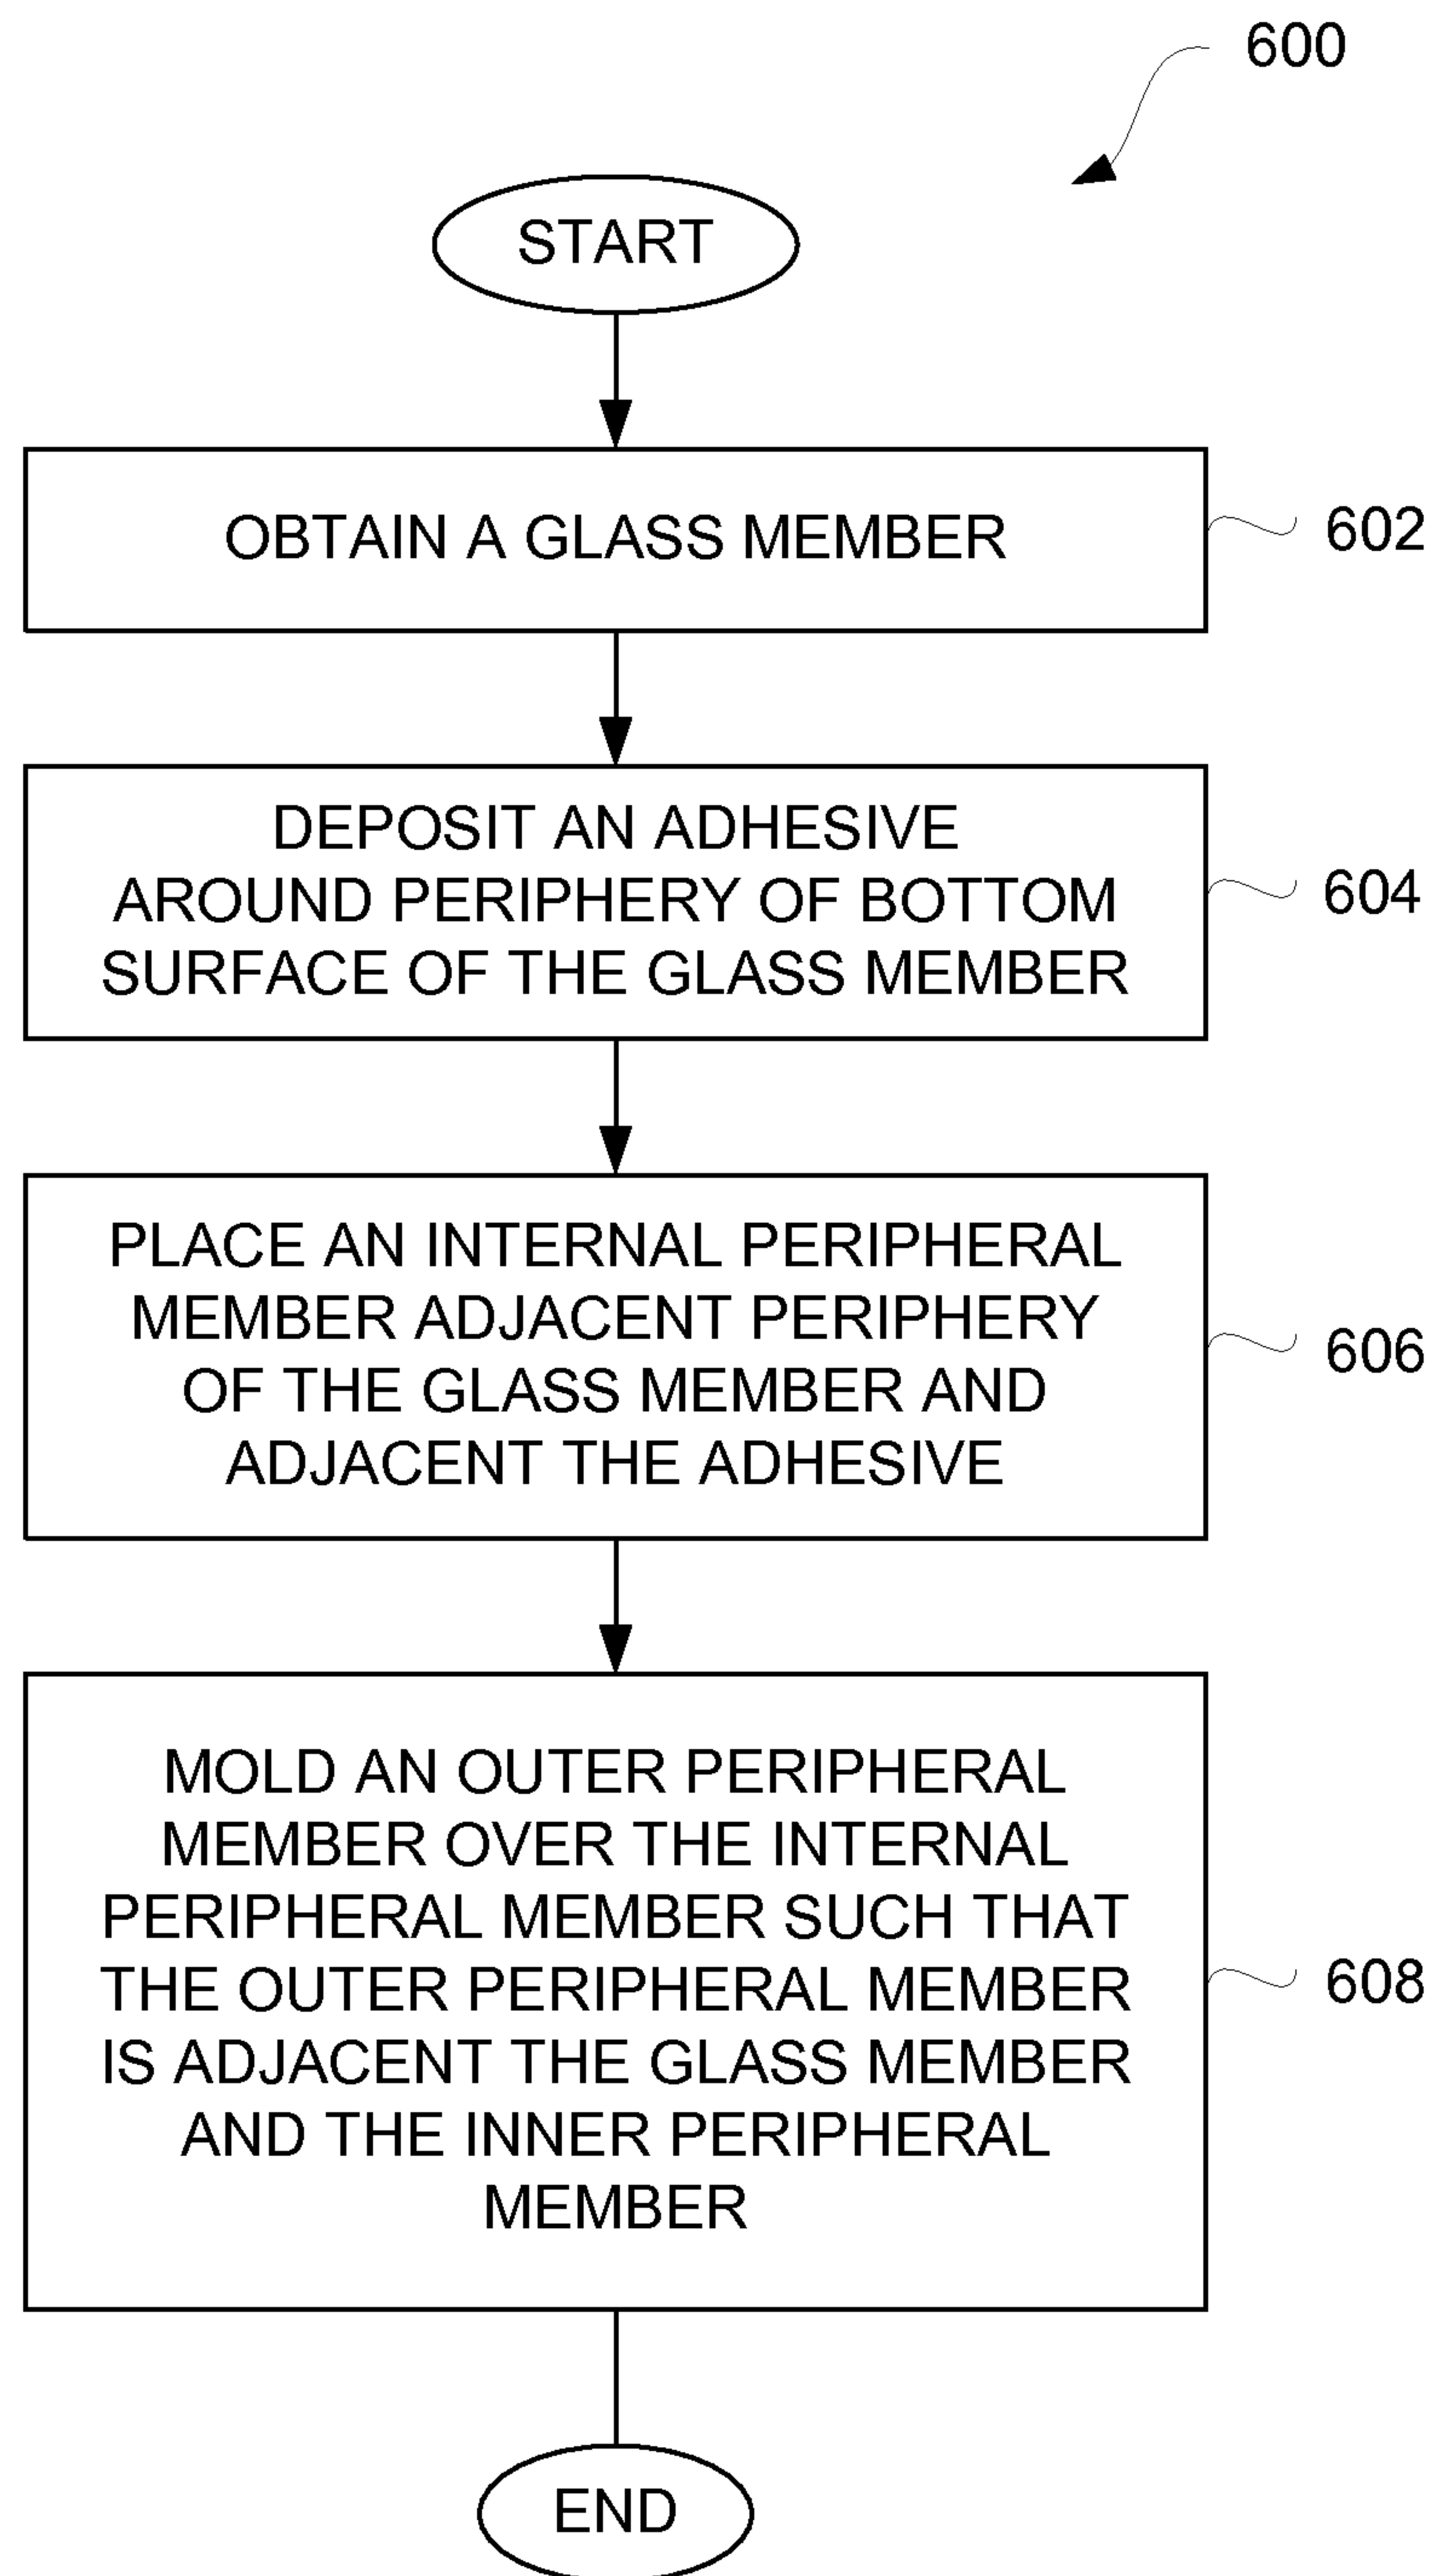 600
START
OBTAIN A GLASS MEMBER
602
DEPOSIT AN ADHESIVE
AROUND PERIPHERY OF BOTTOM
SURFACE OF THE GLASS MEMBER
604
PLACE AN INTERNAL PERIPHERAL
MEMBER ADJACENT PERIPHERY
OF THE GLASS MEMBER AND
ADJACENT THE ADHESIVE
606
MOLD AN OUTER PERIPHERAL
MEMBER OVER THE INTERNAL
PERIPHERAL MEMBER SUCH THAT
THE OUTER PERIPHERAL MEMBER
IS ADJACENT THE GLASS MEMBER
AND THE INNER PERIPHERAL
MEMBER
608
END